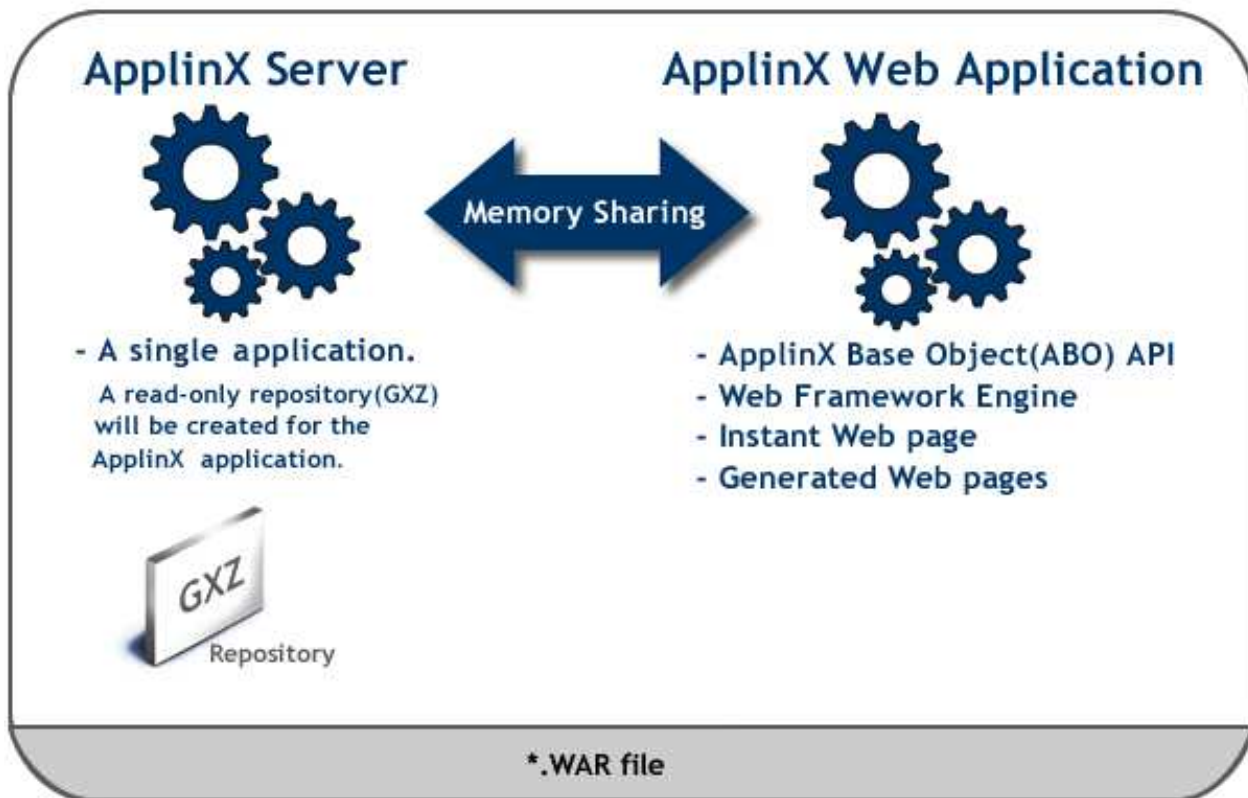 ApplinX Server
ApplinX Web Application
Memory Sharing
- A single application.
A read-only repository(GXZ)
will be created for the
ApplinX application.
- ApplinX Base Object(ABO) API
- Web Framework Engine
- Instant Web page
- Generated Web pages
GXZ
Repository
*.WAR file